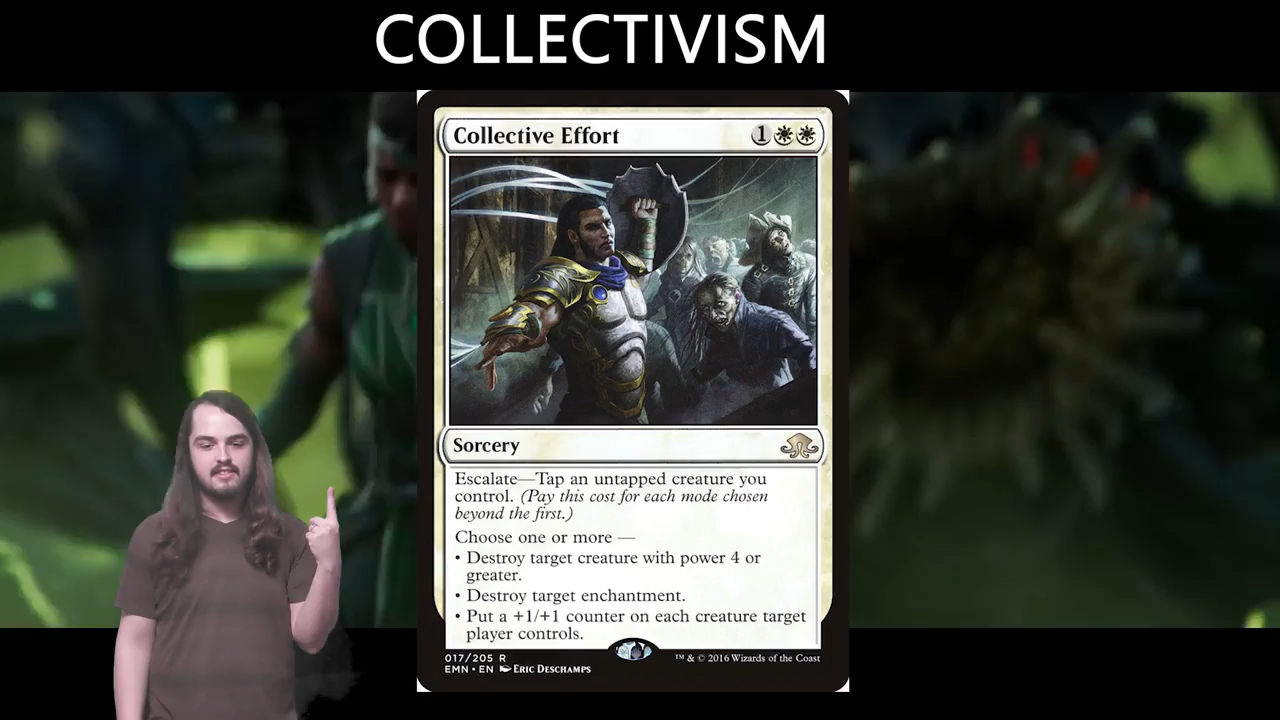 COLLECTIVISM
Collective Effort 1
Sorcery
Escalate—Tap an untapped creature you
control. (Pay this cost for each mode chosen
beyond the first.)
Choose one or more —
• Destroy target creature with power 4 or
greater.
• Destroy target enchantment.
• Put a +1/+1 counter on each creature target
player controls.
017/205 R
EMN • EN ERIC DESCHAMPS
™ & © 2016 Wizards of the Coast